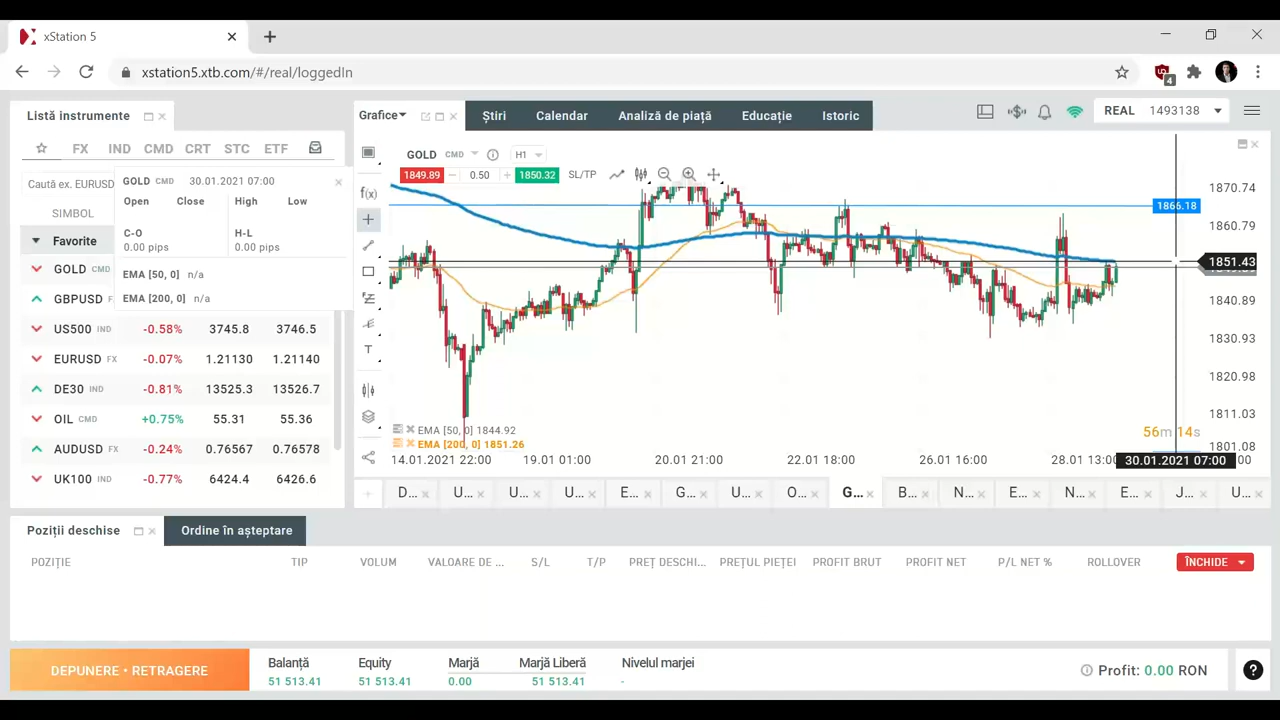 xStation 5
xstation5.xtb.com/#/real/loggedIn
4
Listă instrumente
Grafice
Știri
Calendar
Analiză de piață
Educație
Istoric
REAL 1493138
FX IND CMD CRT STC ETF
Caută ex. EURUSD
SIMBOL
Favorite
GOLD CMD 30.01.2021 07:00
Open Close High Low
C-O H-L
0.00 pips 0.00 pips
EMA [50, 0] n/a
EMA [200, 0] n/a
GOLD CMD
GBPUSD F
US500 IND -0.58% 3745.8 3746.5
EURUSD FX -0.07% 1.21130 1.21140
DE30 IND -0.81% 13525.3 13526.7
OIL CMD +0.75% 55.31 55.36
AUDUSD FX -0.24% 0.76567 0.76578
UK100 IND -0.77% 6424.4 6426.6
GOLD CMD H1
1849.89 0.50 1850.32 SL/TP
f(x)
T
1870.74
1866.18
1860.79
1851.43
1840.89
1830.93
1820.98
1811.03
1801.08
EMA [50, 0] 1844.92
EMA [200, 0] 1851.26
56m 14s
14.01.2021 22:00 19.01 01:00 20.01 21:00 22.01 18:00 26.01 16:00 28.01 13:00 30.01.2021 07:00 :00
D... U... U... U... E... G... U... O... G... B... N... E... N... E... J... U...
Poziții deschise
Ordine în așteptare
POZIȚIE TIP VOLUM VALOARE DE ... S/L T/P PREȚ DESCHI... PREȚUL PIEȚEI PROFIT BRUT PROFIT NET P/L NET % ROLLOVER ÎNCHIDE
DEPUNERE • RETRAGERE
Balanță Equity Marjă Marjă Liberă Nivelul marjei
51 513.41 51 513.41 0.00 51 513.41 -
Profit: 0.00 RON
?